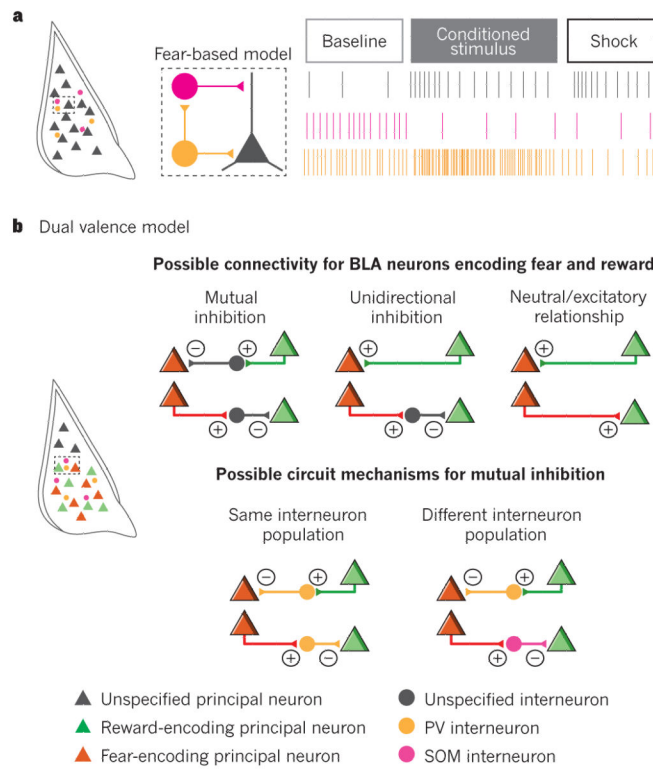 a
Fear-based model
Baseline
Conditioned
stimulus
Shock
b Dual valence model
Possible connectivity for BLA neurons encoding fear and reward
Mutual
inhibition
Unidirectional
inhibition
Neutral/excitatory
relationship
− +
+
+
+ −
+ −
+
Possible circuit mechanisms for mutual inhibition
Same interneuron
population
Different interneuron
population
− +
− +
+ −
+ −
Unspecified principal neuron
Reward-encoding principal neuron
Fear-encoding principal neuron
Unspecified interneuron
PV interneuron
SOM interneuron